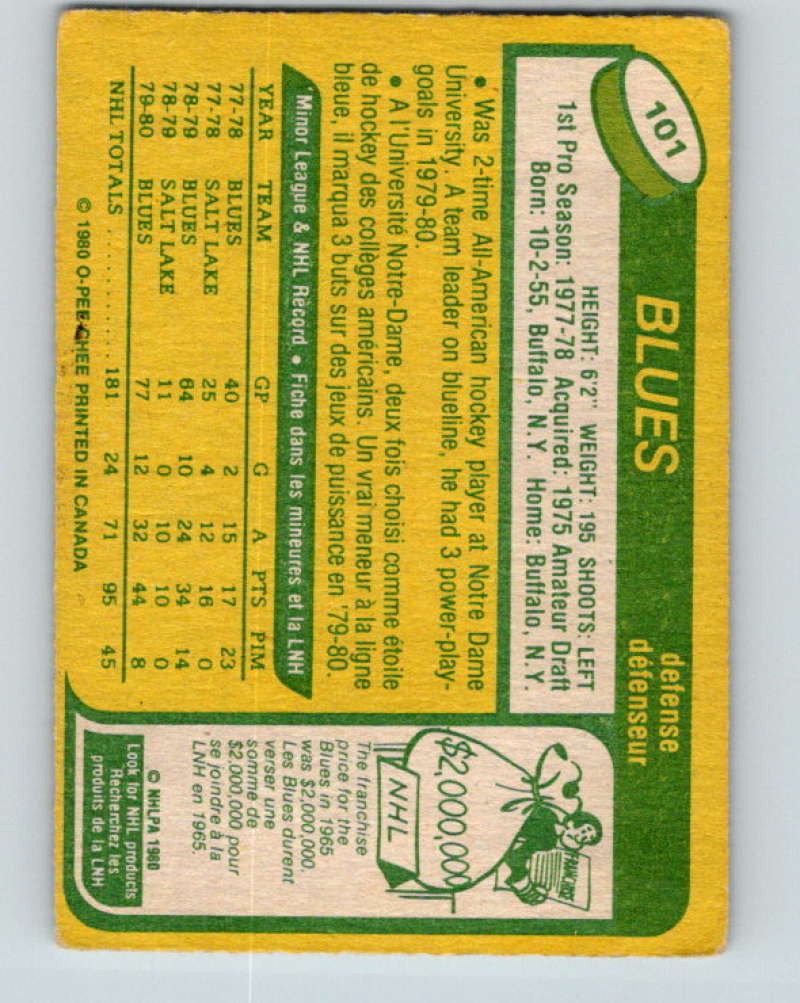 101
BLUES
defense
défenseur
HEIGHT: 6'2" WEIGHT: 195 SHOOTS: LEFT
1st Pro Season: 1977-78 Acquired: 1975 Amateur Draft
Born: 10-2-55, Buffalo, N.Y. Home: Buffalo, N.Y.
• Was 2-time All-American hockey player at Notre Dame
University. A team leader on blueline, he had 3 power-play-
goals in 1979-80.
• A l'Université Notre-Dame, deux fois choisi comme étoile
de hockey des collèges américains. Un vrai meneur à la ligne
bleue, il marqua 3 buts sur des jeux de puissance en '79-80.
Minor League & NHL Record • Fiche dans les mineures et la LNH
YEAR TEAM GP G A PTS PIM
77-78 BLUES 40 2 15 17 23
77-78 SALT LAKE 25 4 12 16 0
78-79 BLUES 64 10 24 34 14
78-79 SALT LAKE 11 0 10 10 0
79-80 BLUES 77 12 32 44 8
NHL TOTALS .......... 181 24 71 95 45
© 1980 O-PEE-CHEE PRINTED IN CANADA
FRANCHISE
$2,000,000
NHL
The franchise
price for the
Blues in 1965
was $2,000,000.
Les Blues durent
verser une
somme de
$2,000,000 pour
se joindre à la
LNH en 1965.
© NHLPA 1980
Look for NHL products
Recherchez les
produits de la LNH